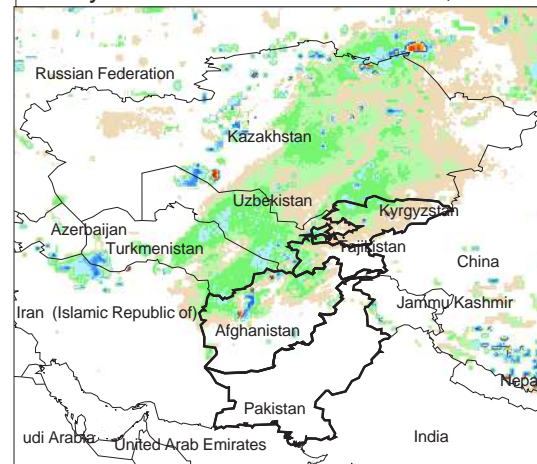 Russian Federation
Kazakhstan
Uzbekistan
Kyrgyzstan
Azerbaijan
Turkmenistan
Tajikistan
China
Iran (Islamic Republic of)
Jammu/Kashmir
Afghanistan
Nepa
Pakistan
udi Arabia
United Arab Emirates
India